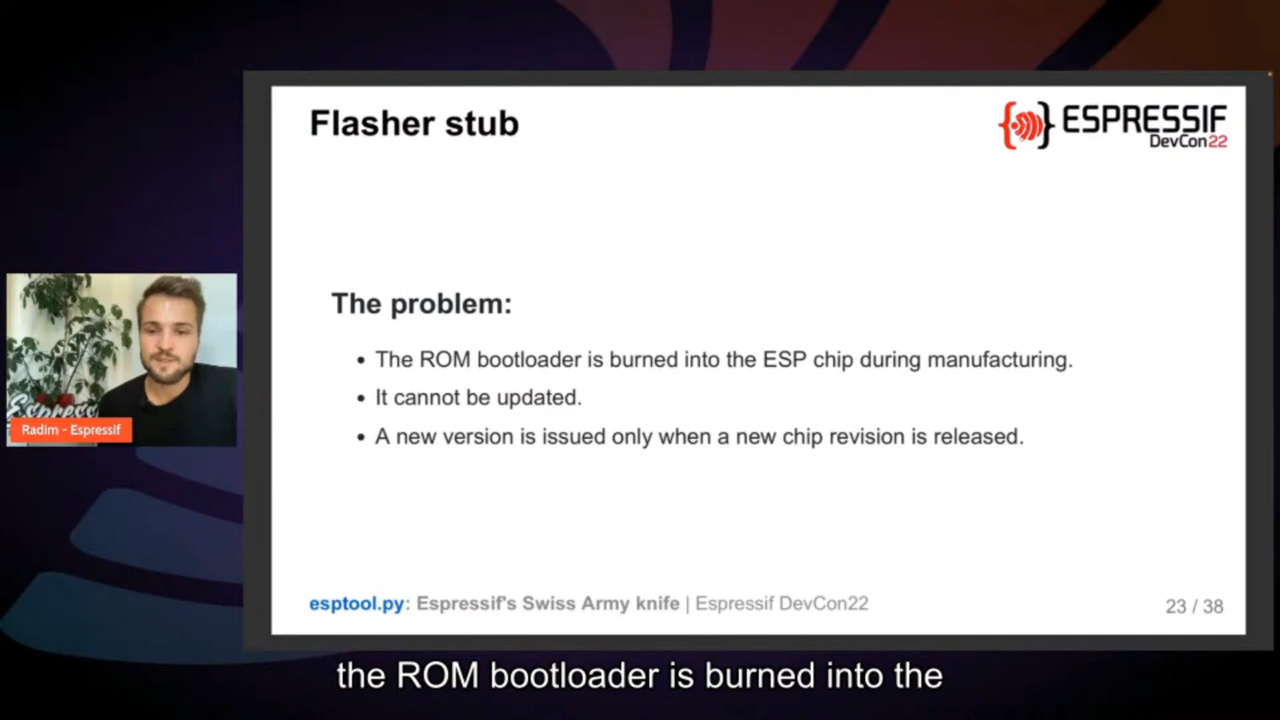 Flasher stub
ESPRESSIF
DevCon22
The problem:
• The ROM bootloader is burned into the ESP chip during manufacturing.
• It cannot be updated.
• A new version is issued only when a new chip revision is released.
Espress
Radim - Espressif
esptool.py: Espressif's Swiss Army knife | Espressif DevCon22
23 / 38
the ROM bootloader is burned into the